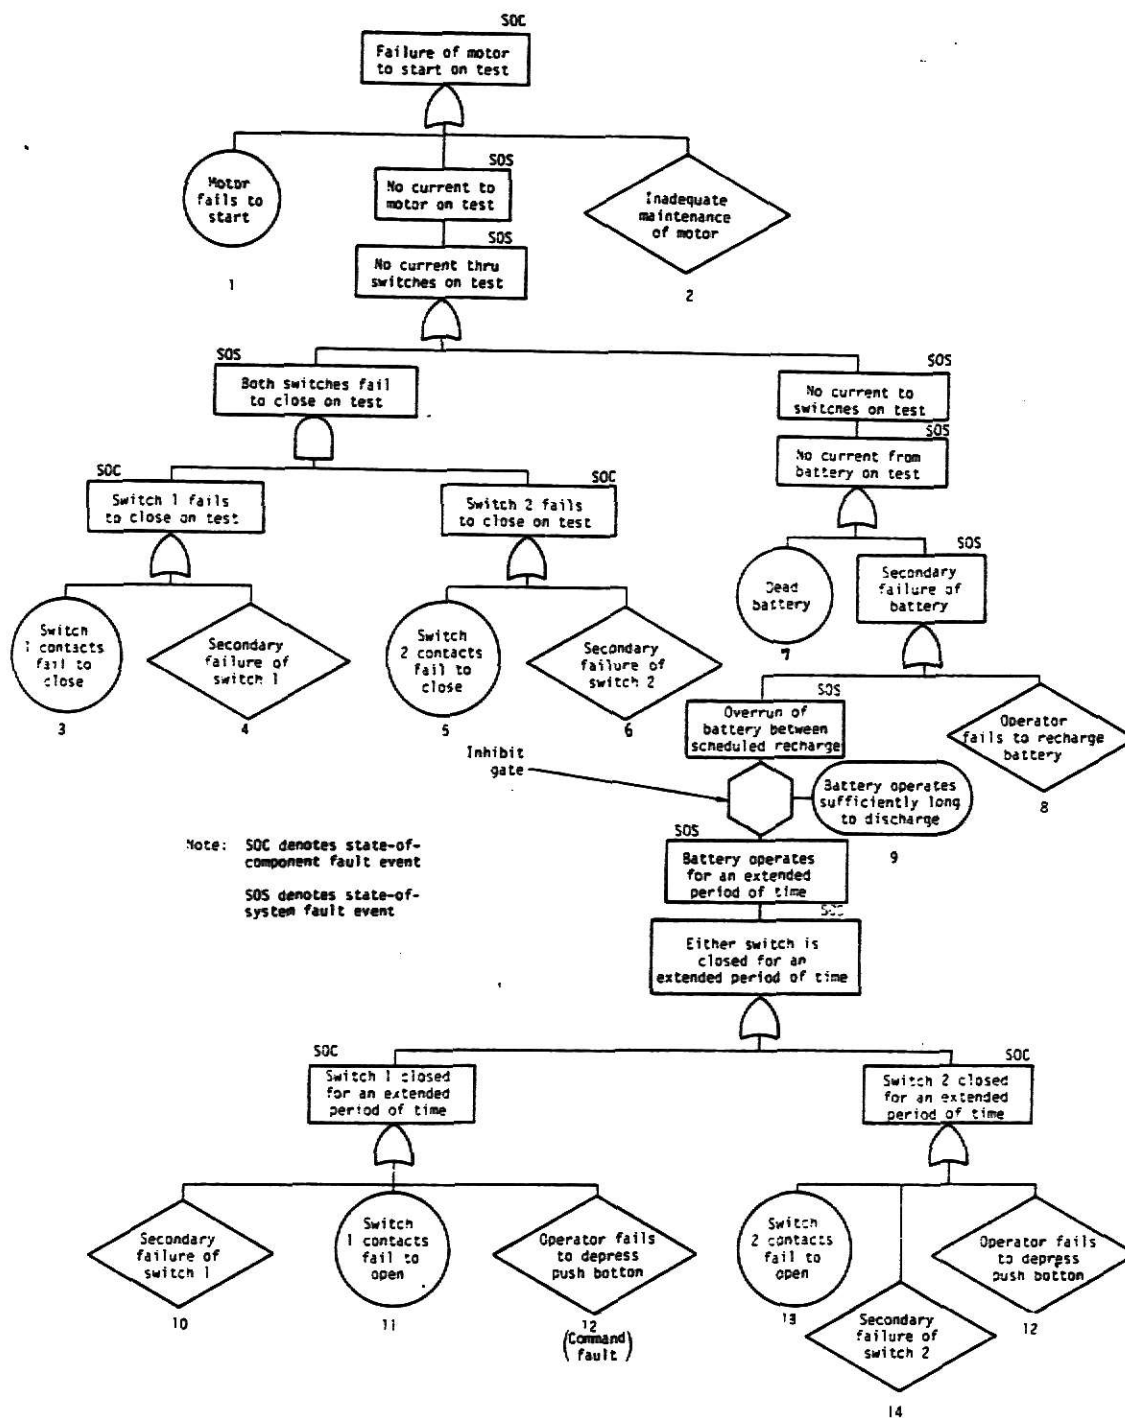 SOC
Failure of motor
to start on test
Motor
fails to
start
1
SOS
No current to
motor on test
SOS
No current thru
switches on test
Inadequate
maintenance
of motor
2
SOS
Both switches fail
to close on test
SOS
No current to
switches on test
SOS
No current from
battery on test
SOC
Switch 1 fails
to close on test
SOC
Switch 2 fails
to close on test
Switch
1 contacts
fail to
close
3
Secondary
failure of
switch 1
4
Switch
2 contacts
fail to
close
5
Secondary
failure of
switch 2
6
Dead
battery
7
SOS
Secondary
failure of
battery
SOS
Overrun of
battery between
scheduled recharge
Operator
fails to recharge
battery
8
Inhibit
gate
Battery operates
sufficiently long
to discharge
9
Note: SOC denotes state-of-
component fault event
SOS denotes state-of-
system fault event
SOS
Battery operates
for an extended
period of time
SOS
Either switch is
closed for an
extended period of time
SOC
Switch 1 closed
for an extended
period of time
SOC
Switch 2 closed
for an extended
period of time
Secondary
failure of
switch 1
10
Switch
1 contacts
fail to
open
11
Operator fails
to depress
push botton
12
(Command
fault)
Switch
2 contacts
fail to
open
13
Secondary
failure of
switch 2
14
Operator fails
to depress
push botton
12